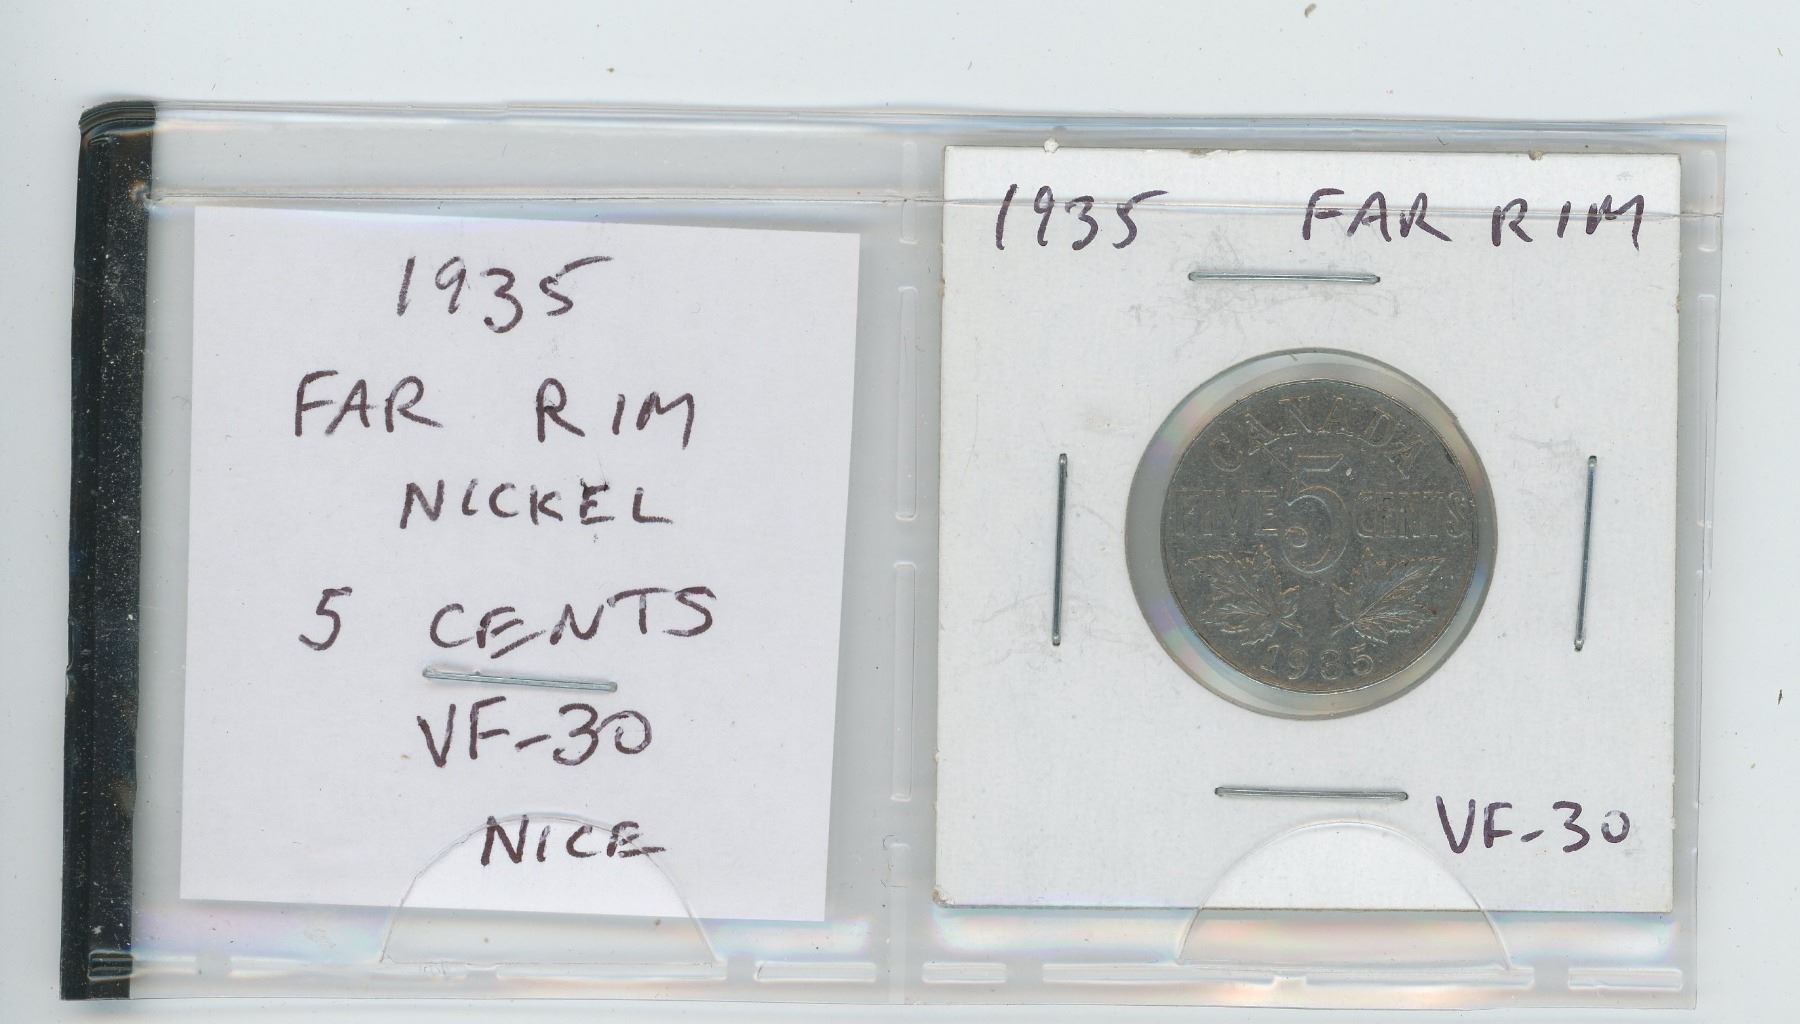 1935
FAR RIM
NICKEL
5 CENTS
VF-30
NICE
1935 FAR RIM
CANADA
FIVE 5 CENTS
1935
VF-30